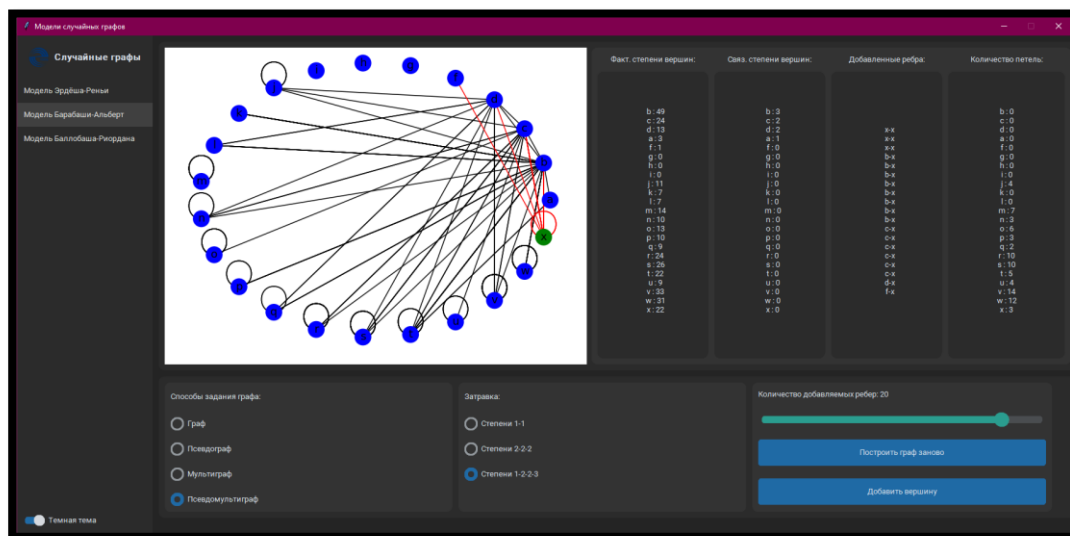 Модели случайных графов
Случайные графы
Модель Эрдёша-Реньи
Модель Барабаши-Альберт
Модель Баллобаша-Риордана
Темная тема
j
i
h
g
f
d
c
b
a
x
w
v
u
t
s
r
q
p
o
n
m
l
k
Факт. степени вершин:
b : 49
c : 24
d : 13
a : 3
f : 1
g : 0
h : 0
i : 0
j : 11
k : 7
l : 7
m : 14
n : 10
o : 13
p : 10
q : 9
r : 24
s : 26
t : 22
u : 9
v : 33
w : 31
x : 22
Связ. степени вершин:
b : 3
c : 2
d : 2
a : 1
f : 0
g : 0
h : 0
i : 0
j : 0
k : 0
l : 0
m : 0
n : 0
o : 0
p : 0
q : 0
r : 0
s : 0
t : 0
u : 0
v : 0
w : 0
x : 0
Добавленные ребра:
x-x
x-x
x-x
b-x
b-x
b-x
b-x
b-x
b-x
b-x
b-x
c-x
c-x
c-x
c-x
c-x
c-x
d-x
f-x
Количество петель:
b : 0
c : 0
d : 0
a : 0
f : 0
g : 0
h : 0
i : 0
j : 4
k : 0
l : 0
m : 7
n : 3
o : 6
p : 3
q : 2
r : 10
s : 10
t : 5
u : 4
v : 14
w : 12
x : 3
Способы задания графа:
Граф
Псевдограф
Мультиграф
Псевдомультиграф
Затравка:
Степени 1-1
Степени 2-2-2
Степени 1-2-2-3
Количество добавляемых ребер: 20
Построить граф заново
Добавить вершину